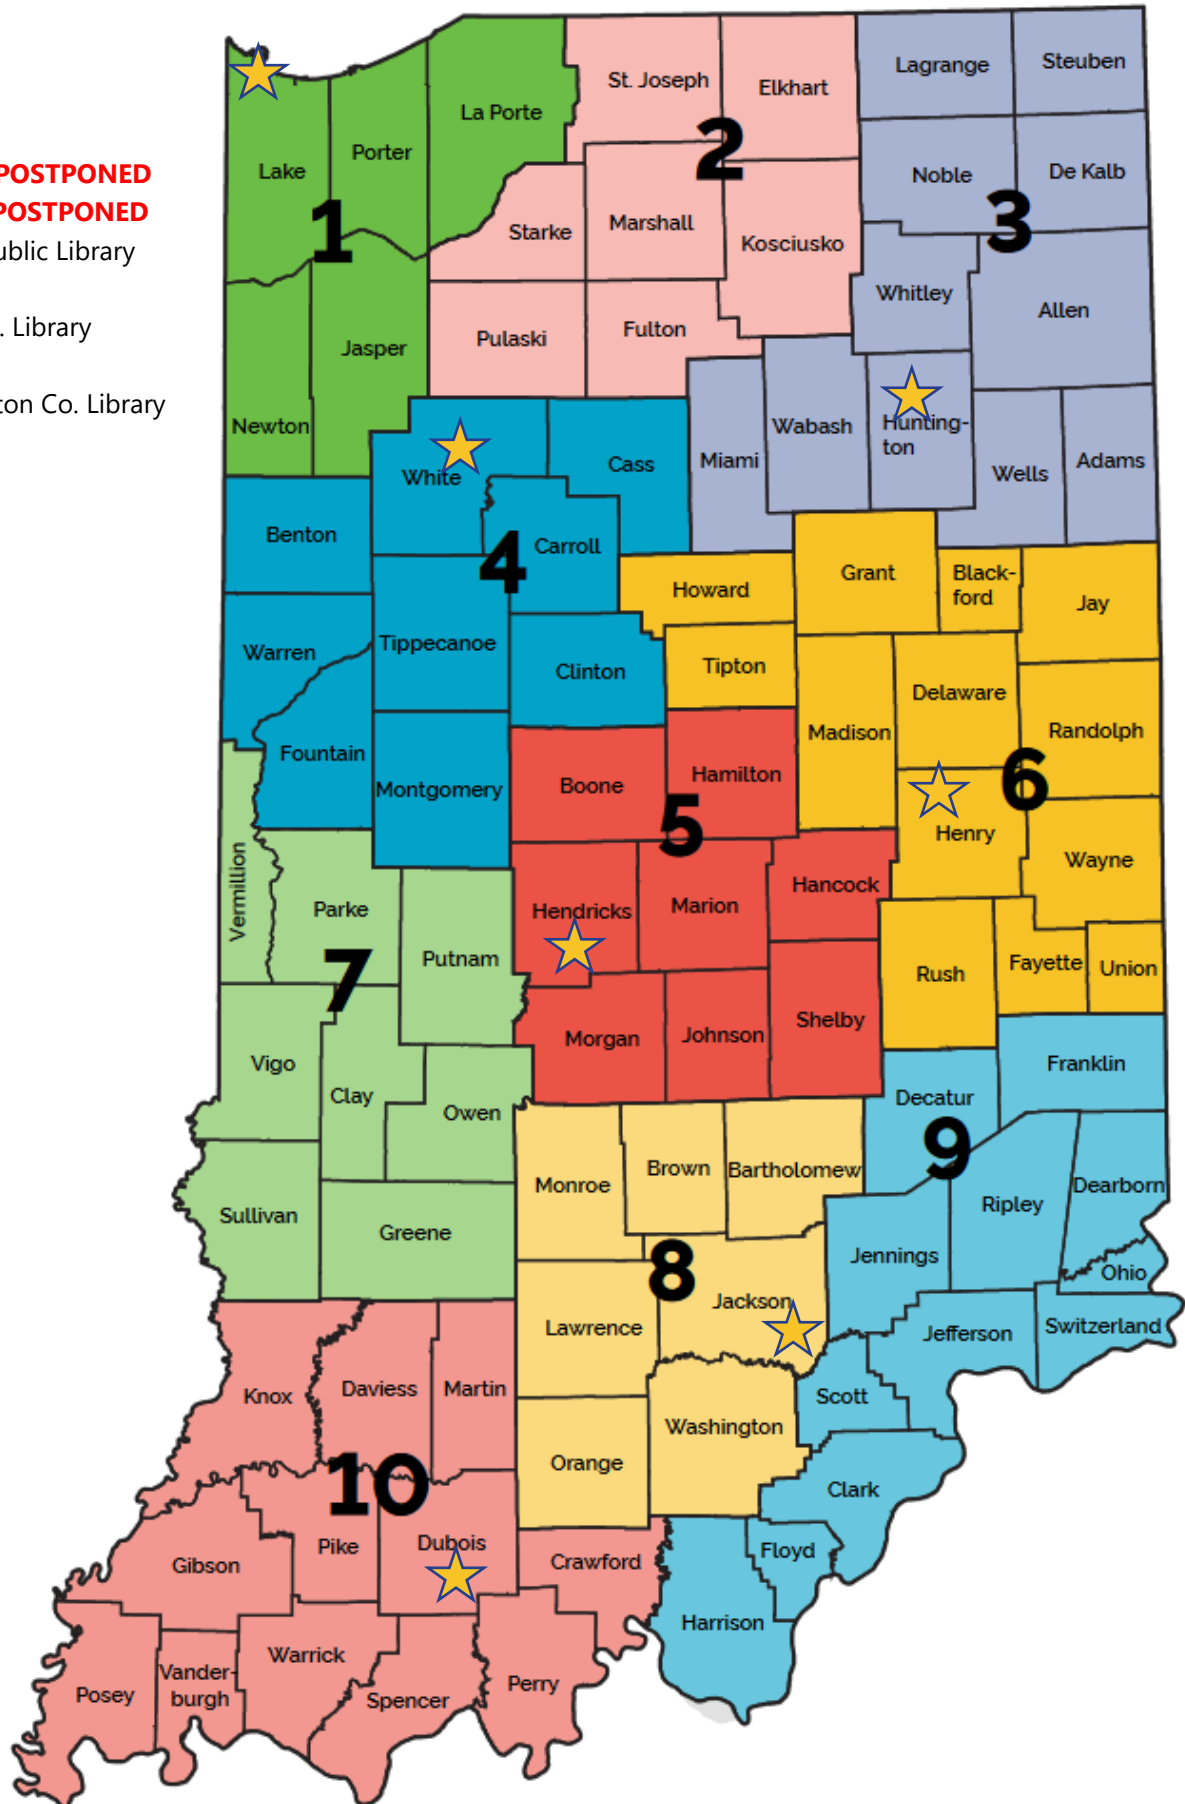 POSTPONED
POSTPONED
ublic Library
. Library
ton Co. Library
Lake
Porter
La Porte
1
Newton
Jasper
St. Joseph
Elkhart
2
Starke
Marshall
Kosciusko
Pulaski
Fulton
Lagrange
Steuben
Noble
De Kalb
3
Whitley
Allen
Miami
Wabash
Hunting-
ton
Wells
Adams
White
Cass
Benton
Carroll
4
Warren
Tippecanoe
Clinton
Fountain
Montgomery
Howard
Grant
Black-
ford
Jay
Tipton
Madison
Delaware
Randolph
6
Henry
Wayne
Rush
Fayette
Union
Boone
Hamilton
5
Hendricks
Marion
Hancock
Morgan
Johnson
Shelby
Vermillion
Parke
Putnam
7
Vigo
Clay
Owen
Sullivan
Greene
Monroe
Brown
Bartholomew
8
Lawrence
Jackson
Orange
Washington
Franklin
Decatur
9
Ripley
Dearborn
Jennings
Ohio
Jefferson
Switzerland
Scott
Clark
Floyd
Harrison
Knox
Daviess
Martin
10
Gibson
Pike
Dubois
Crawford
Posey
Vander-
burgh
Warrick
Spencer
Perry